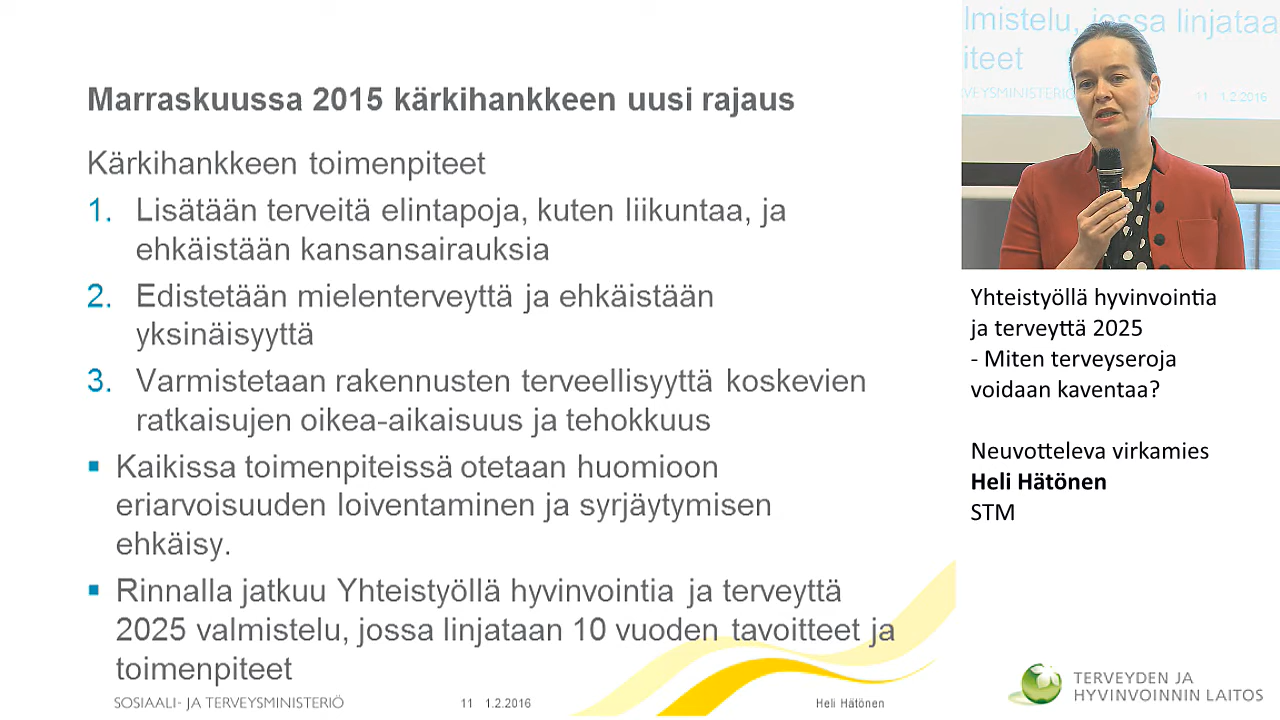 Marraskuussa 2015 kärkihankkeen uusi rajaus
Kärkihankkeen toimenpiteet
1. Lisätään terveitä elintapoja, kuten liikuntaa, ja
ehkäistään kansansairauksia
2. Edistetään mielenterveyttä ja ehkäistään
yksinäisyyttä
3. Varmistetaan rakennusten terveellisyyttä koskevien
ratkaisujen oikea-aikaisuus ja tehokkuus
▪ Kaikissa toimenpiteissä otetaan huomioon
eriarvoisuuden loiventaminen ja syrjäytymisen
ehkäisy.
▪ Rinnalla jatkuu Yhteistyöllä hyvinvointia ja terveyttä
2025 valmistelu, jossa linjataan 10 vuoden tavoitteet ja
toimenpiteet
SOSIAALI- JA TERVEYSMINISTERIÖ 11 1.2.2016 Heli Hätönen
lmistelu, jossa linjataan
iteet
VEYSMINISTERIÖ 11 1.2.2016
Yhteistyöllä hyvinvointia
ja terveyttä 2025
- Miten terveyseroja
voidaan kaventaa?
Neuvotteleva virkamies
Heli Hätönen
STM
TERVEYDEN JA
HYVINVOINNIN LAITOS